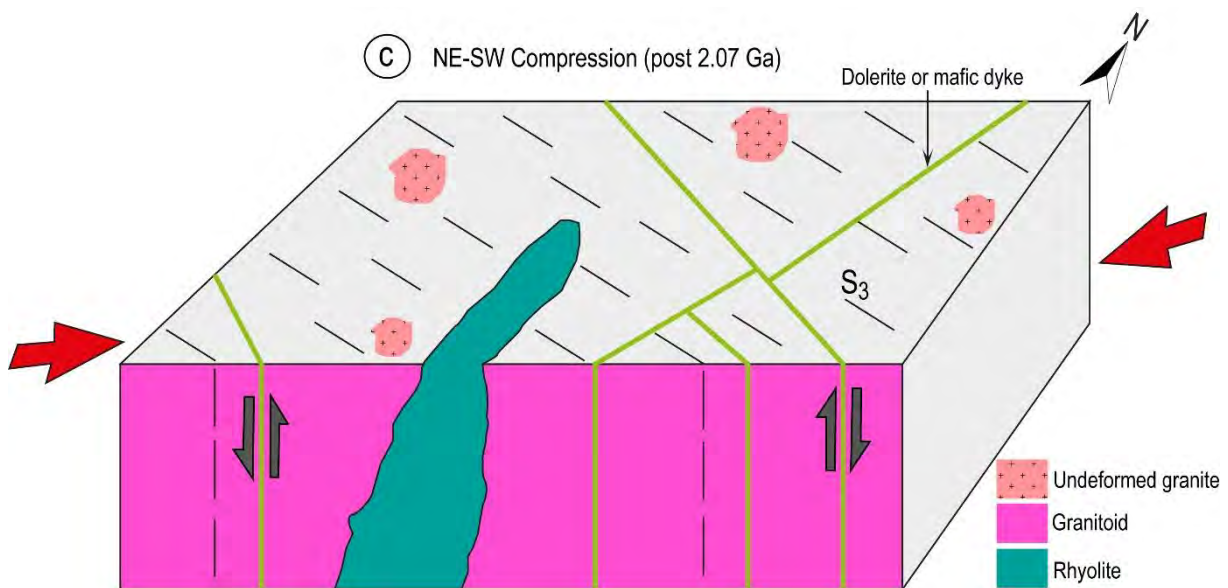 C NE-SW Compression (post 2.07 Ga)
N
Dolerite or mafic dyke
S₃
Undeformed granite
Granitoid
Rhyolite